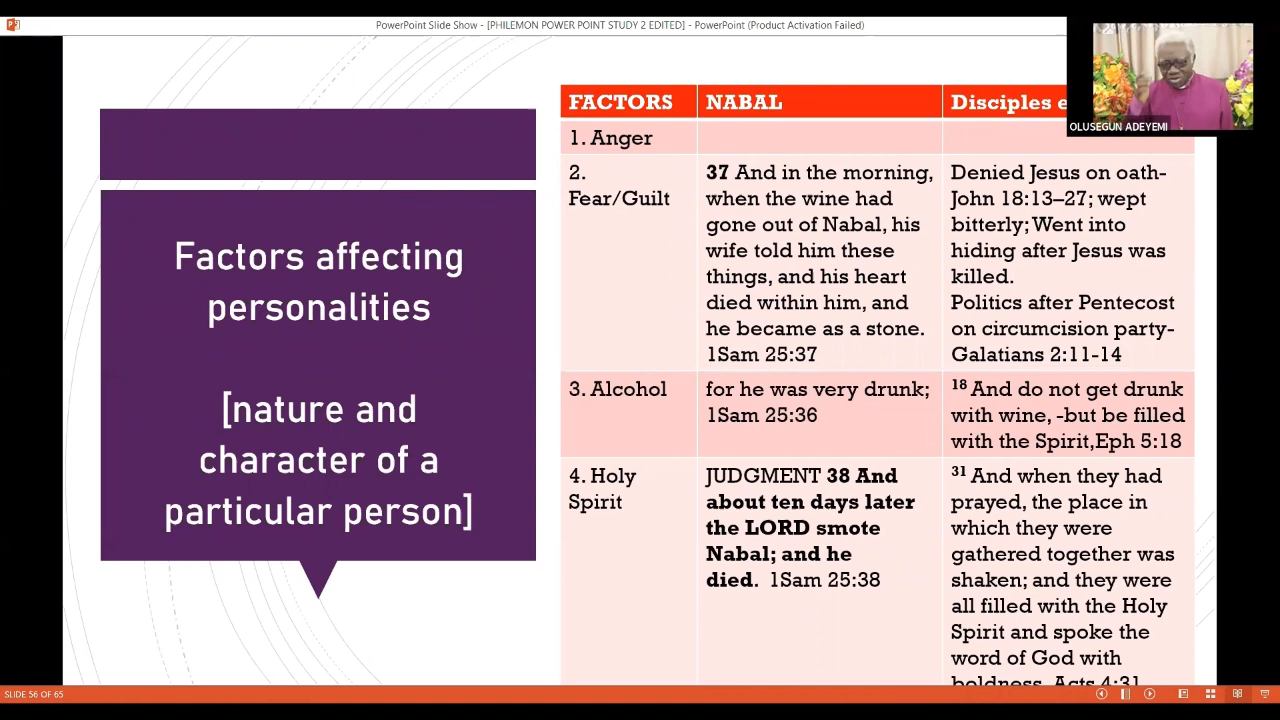 PowerPoint Slide Show - [PHILEMON POWER POINT STUDY 2 EDITED] - PowerPoint (Product Activation Failed)
OLUSEGUN ADEYEMI
Factors affecting
personalities
[nature and
character of a
particular person]
FACTORS
NABAL
Disciples e
1. Anger
2.
Fear/Guilt
37 And in the morning,
when the wine had
gone out of Nabal, his
wife told him these
things, and his heart
died within him, and
he became as a stone.
1Sam 25:37
Denied Jesus on oath-
John 18:13–27; wept
bitterly; Went into
hiding after Jesus was
killed.
Politics after Pentecost
on circumcision party-
Galatians 2:11-14
3. Alcohol
for he was very drunk;
1Sam 25:36
18 And do not get drunk
with wine, -but be filled
with the Spirit,Eph 5:18
4. Holy
Spirit
JUDGMENT 38 And
about ten days later
the LORD smote
Nabal; and he
died. 1Sam 25:38
31 And when they had
prayed, the place in
which they were
gathered together was
shaken; and they were
all filled with the Holy
Spirit and spoke the
word of God with
boldness. Acts 4:31
SLIDE 56 OF 65